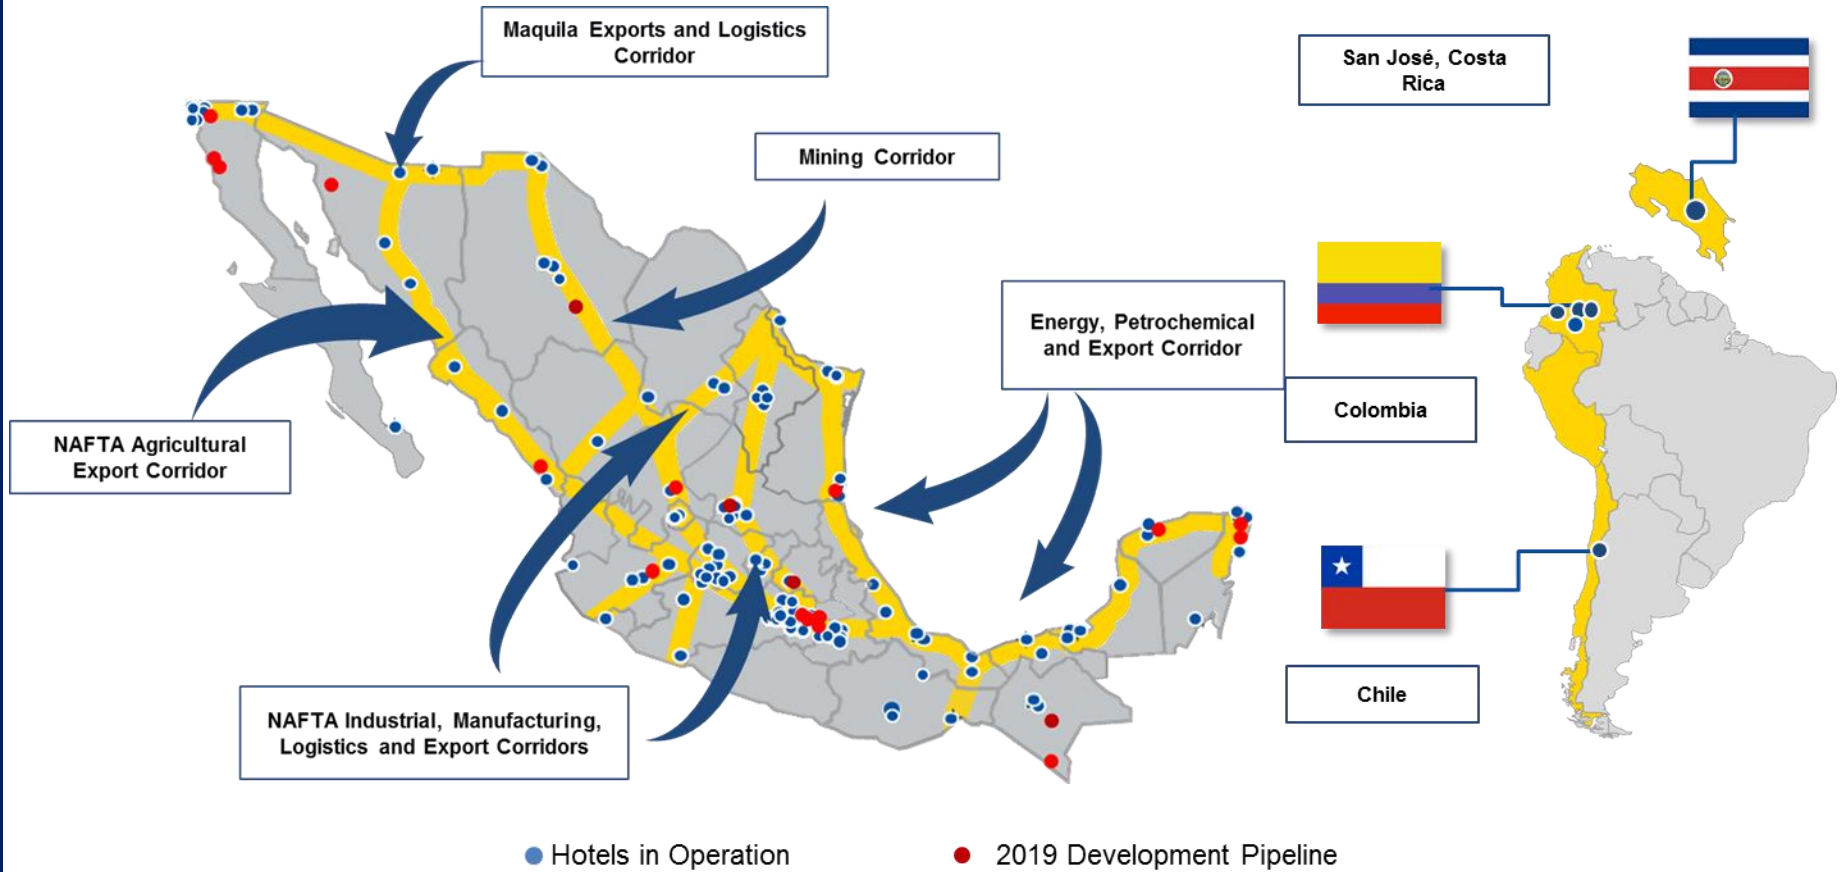 Maquila Exports and Logistics
Corridor
San José, Costa
Rica
Mining Corridor
Energy, Petrochemical
and Export Corridor
Colombia
NAFTA Agricultural
Export Corridor
NAFTA Industrial, Manufacturing,
Logistics and Export Corridors
Chile
Hotels in Operation
2019 Development Pipeline